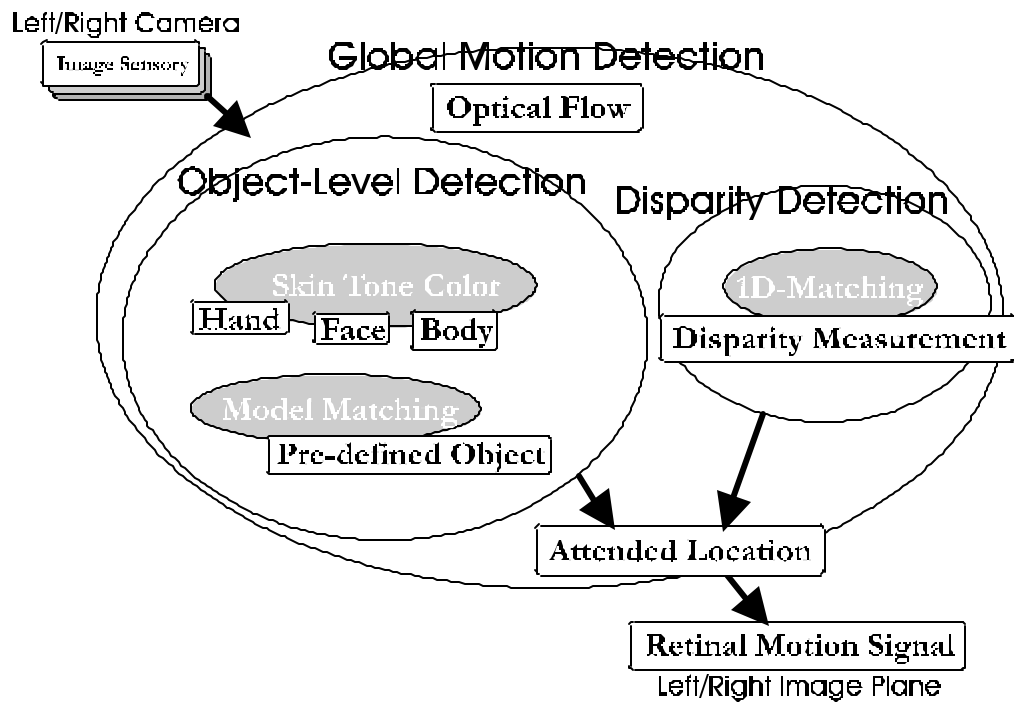 Left/Right Camera
Image Sensory
Global Motion Detection
Optical Flow
Object-Level Detection
Disparity Detection
Skin Tone Color
1D-Matching
Hand
Face
Body
Disparity Measurement
Model Matching
Pre-defined Object
Attended Location
Retinal Motion Signal
Left/Right Image Plane